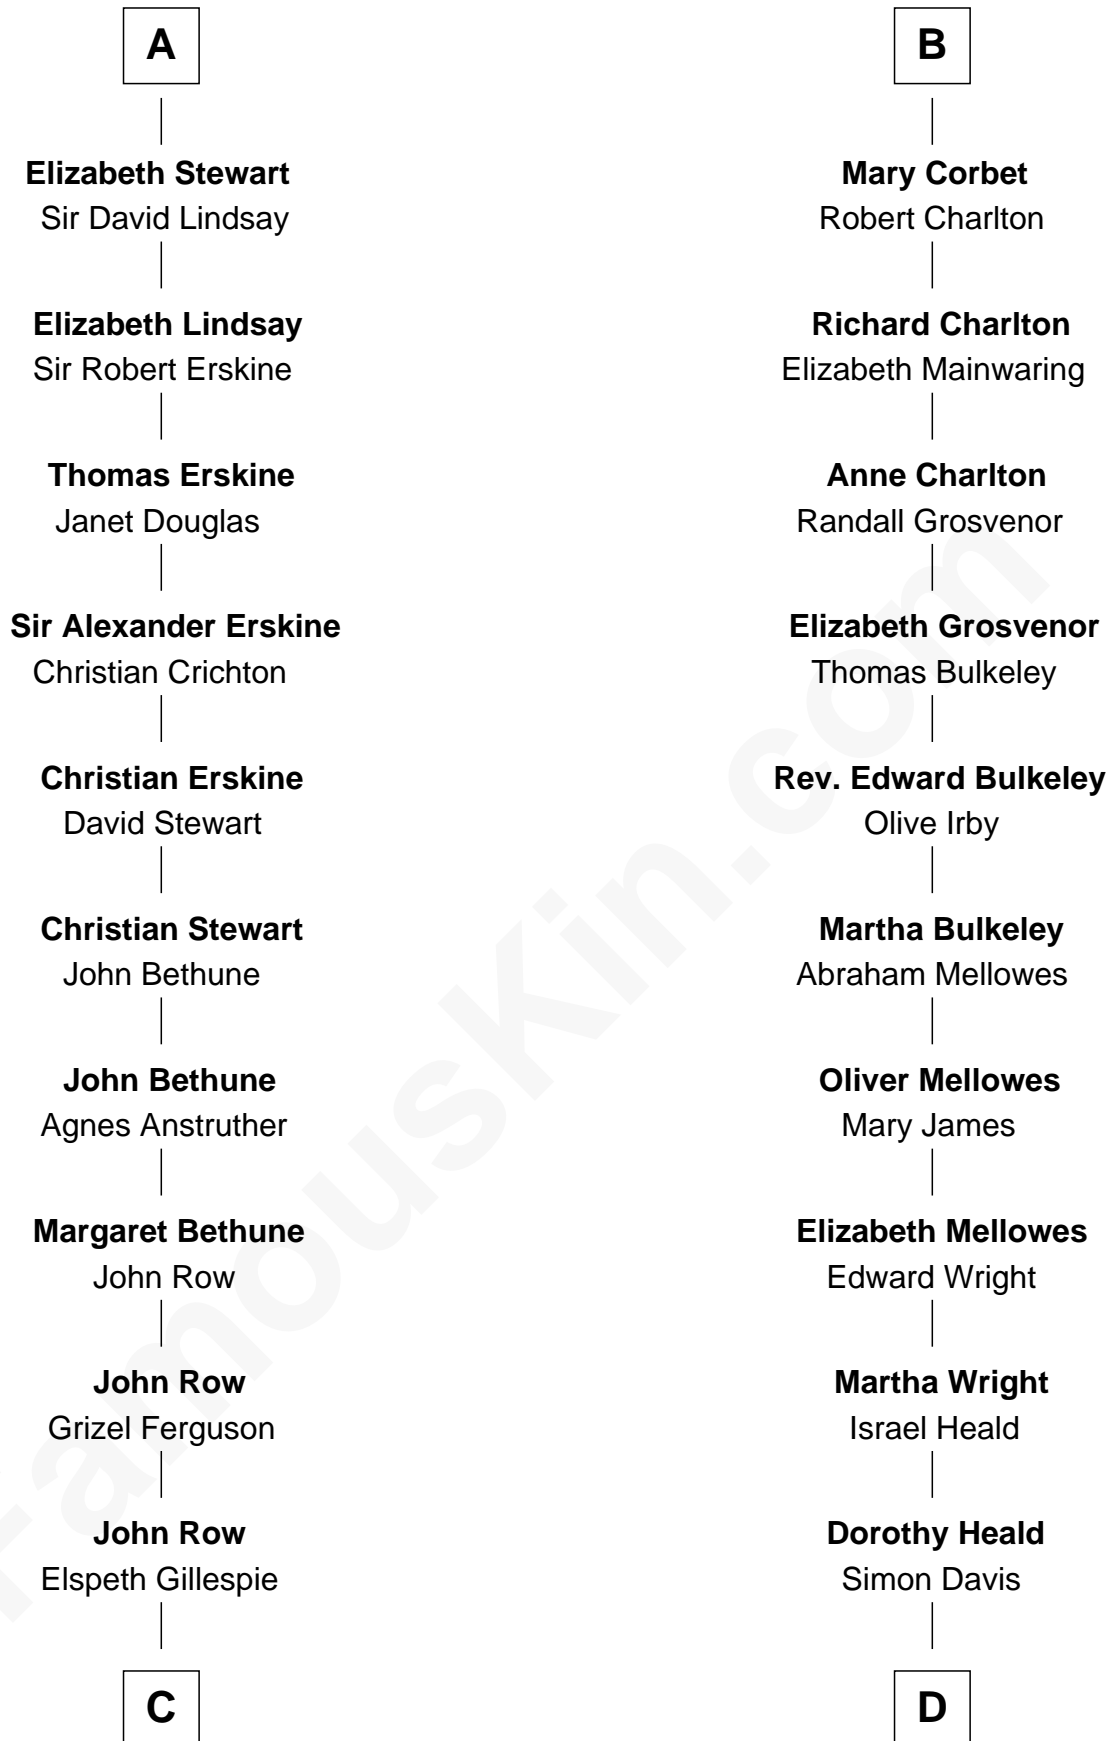 A
Elizabeth Stewart
Sir David Lindsay
Elizabeth Lindsay
Sir Robert Erskine
Thomas Erskine
Janet Douglas
Sir Alexander Erskine
Christian Crichton
Christian Erskine
David Stewart
Christian Stewart
John Bethune
John Bethune
Agnes Anstruther
Margaret Bethune
John Row
John Row
Grizel Ferguson
John Row
Elspeth Gillespie
C
B
Mary Corbet
Robert Charlton
Richard Charlton
Elizabeth Mainwaring
Anne Charlton
Randall Grosvenor
Elizabeth Grosvenor
Thomas Bulkeley
Rev. Edward Bulkeley
Olive Irby
Martha Bulkeley
Abraham Mellowes
Oliver Mellowes
Mary James
Elizabeth Mellowes
Edward Wright
Martha Wright
Israel Heald
Dorothy Heald
Simon Davis
D
FamousKin.com